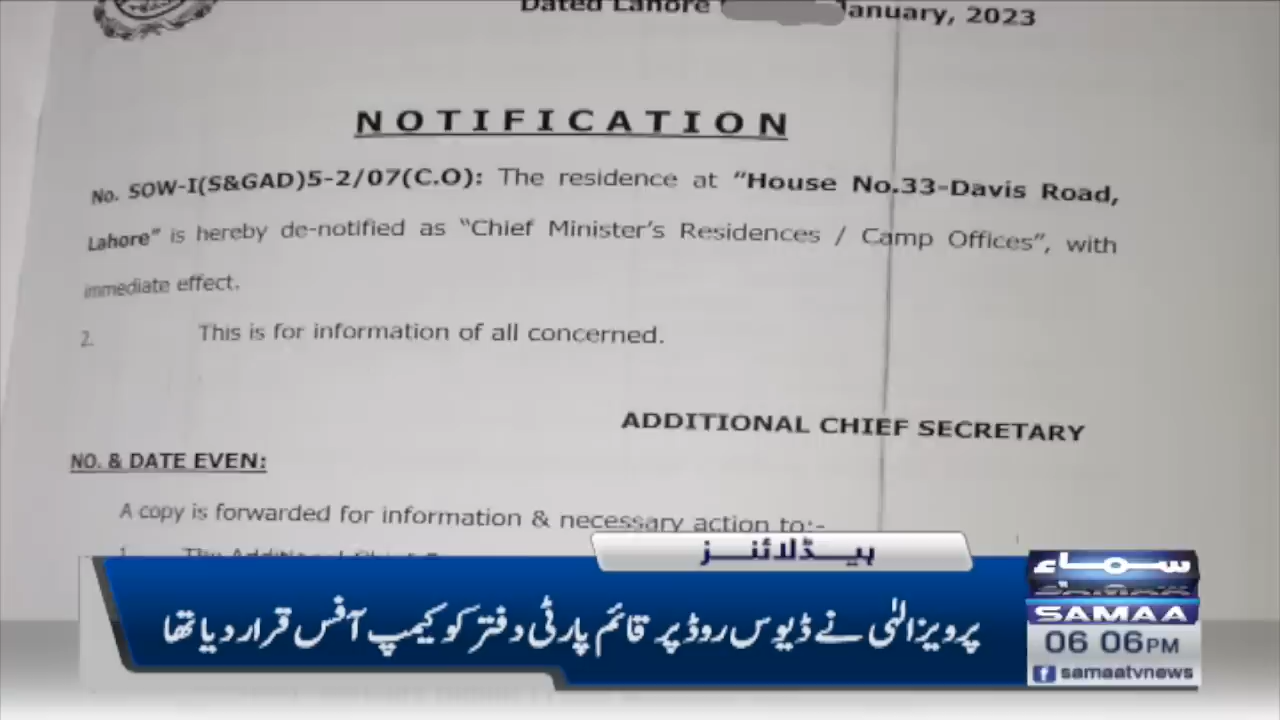 Dated Lahore January, 2023
NOTIFICATION
No. SOW-I(S&GAD)5-2/07(C.O): The residence at "House No.33-Davis Road,
Lahore" is hereby de-notified as "Chief Minister's Residences / Camp Offices", with
immediate effect.
2. This is for information of all concerned.
ADDITIONAL CHIEF SECRETARY
NO. & DATE EVEN:
A copy is forwarded for information & necessary action to:-
ہیڈلائنز
پرویزالٰہی نے ڈیوس روڈ پر قائم پارٹی دفتر کو کیمپ آفس قرار دیا تھا
سماء
SAMAA
06 06PM
samaatvnews